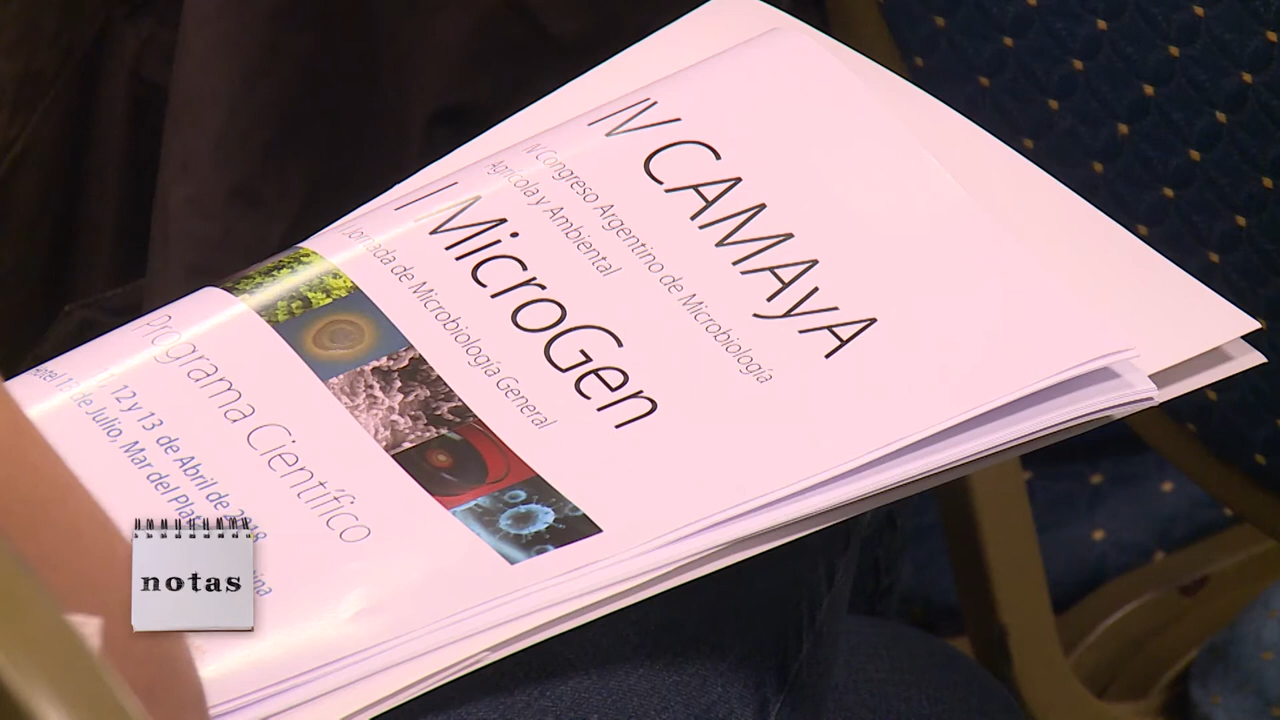 IV CAMAyA
IV Congreso Argentino de Microbiología
Agrícola y Ambiental
I MicroGen
Jornada de Microbiología General
Programa Científico
12 y 13 de Abril de
de Julio, Mar del Plat
notas